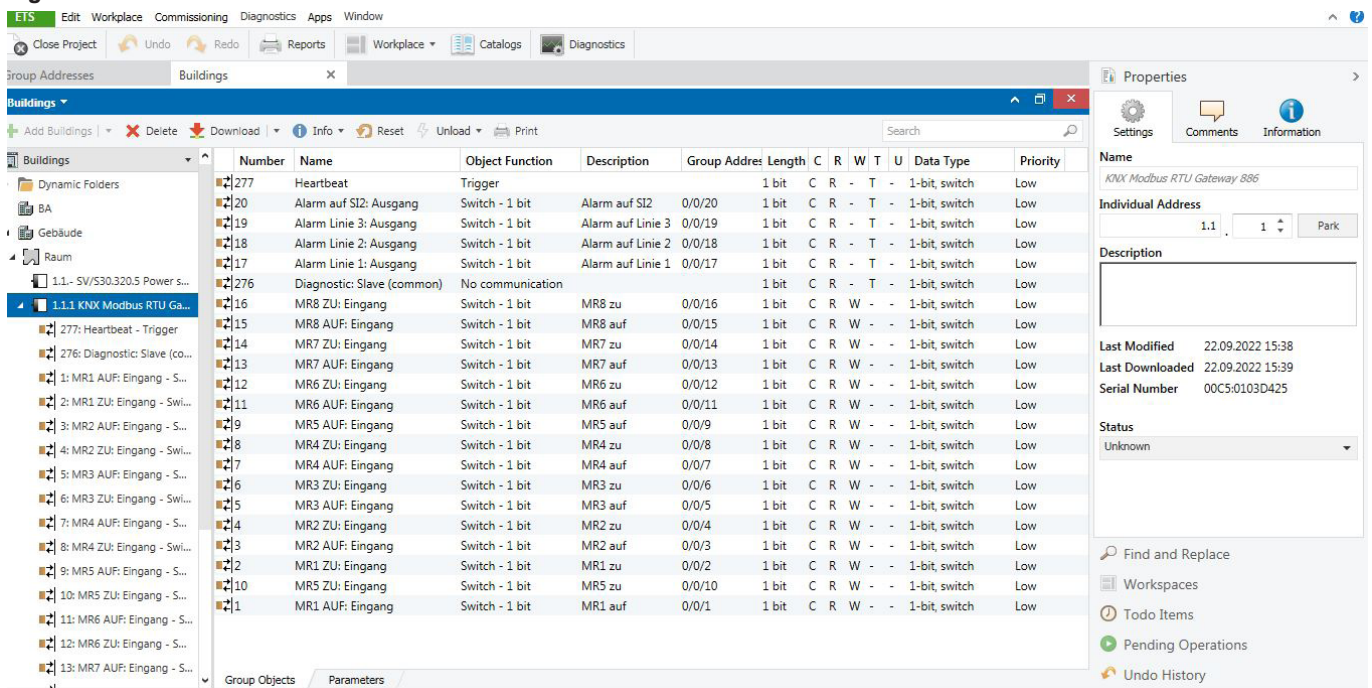 ETS Edit Workplace Commissioning Diagnostics Apps Window
Close Project Undo Redo Reports Workplace Catalogs Diagnostics
Group Addresses Buildings
Buildings
Add Buildings Delete Download Info Reset Unload Print Search
Buildings
Dynamic Folders
BA
Gebäude
Raum
1.1.- SV/S30.320.5 Power s...
1.1.1 KNX Modbus RTU Ga...
277: Heartbeat - Trigger
276: Diagnostic: Slave (co...
1: MR1 AUF: Eingang - S...
2: MR1 ZU: Eingang - Swi...
3: MR2 AUF: Eingang - S...
4: MR2 ZU: Eingang - Swi...
5: MR3 AUF: Eingang - S...
6: MR3 ZU: Eingang - Swi...
7: MR4 AUF: Eingang - S...
8: MR4 ZU: Eingang - Swi...
9: MR5 AUF: Eingang - S...
10: MR5 ZU: Eingang - S...
11: MR6 AUF: Eingang - S...
12: MR6 ZU: Eingang - S...
13: MR7 AUF: Eingang - S...
Number Name Object Function Description Group Addres Length C R W T U Data Type Priority
277 Heartbeat Trigger 1 bit C R - T - 1-bit, switch Low
20 Alarm auf SI2: Ausgang Switch - 1 bit Alarm auf SI2 0/0/20 1 bit C R - T - 1-bit, switch Low
19 Alarm Linie 3: Ausgang Switch - 1 bit Alarm auf Linie 3 0/0/19 1 bit C R - T - 1-bit, switch Low
18 Alarm Linie 2: Ausgang Switch - 1 bit Alarm auf Linie 2 0/0/18 1 bit C R - T - 1-bit, switch Low
17 Alarm Linie 1: Ausgang Switch - 1 bit Alarm auf Linie 1 0/0/17 1 bit C R - T - 1-bit, switch Low
276 Diagnostic: Slave (common) No communication 1 bit C R - T - 1-bit, switch Low
16 MR8 ZU: Eingang Switch - 1 bit MR8 zu 0/0/16 1 bit C R W - - 1-bit, switch Low
15 MR8 AUF: Eingang Switch - 1 bit MR8 auf 0/0/15 1 bit C R W - - 1-bit, switch Low
14 MR7 ZU: Eingang Switch - 1 bit MR7 zu 0/0/14 1 bit C R W - - 1-bit, switch Low
13 MR7 AUF: Eingang Switch - 1 bit MR7 auf 0/0/13 1 bit C R W - - 1-bit, switch Low
12 MR6 ZU: Eingang Switch - 1 bit MR6 zu 0/0/12 1 bit C R W - - 1-bit, switch Low
11 MR6 AUF: Eingang Switch - 1 bit MR6 auf 0/0/11 1 bit C R W - - 1-bit, switch Low
9 MR5 AUF: Eingang Switch - 1 bit MR5 auf 0/0/9 1 bit C R W - - 1-bit, switch Low
8 MR4 ZU: Eingang Switch - 1 bit MR4 zu 0/0/8 1 bit C R W - - 1-bit, switch Low
7 MR4 AUF: Eingang Switch - 1 bit MR4 auf 0/0/7 1 bit C R W - - 1-bit, switch Low
6 MR3 ZU: Eingang Switch - 1 bit MR3 zu 0/0/6 1 bit C R W - - 1-bit, switch Low
5 MR3 AUF: Eingang Switch - 1 bit MR3 auf 0/0/5 1 bit C R W - - 1-bit, switch Low
4 MR2 ZU: Eingang Switch - 1 bit MR2 zu 0/0/4 1 bit C R W - - 1-bit, switch Low
3 MR2 AUF: Eingang Switch - 1 bit MR2 auf 0/0/3 1 bit C R W - - 1-bit, switch Low
2 MR1 ZU: Eingang Switch - 1 bit MR1 zu 0/0/2 1 bit C R W - - 1-bit, switch Low
10 MR5 ZU: Eingang Switch - 1 bit MR5 zu 0/0/10 1 bit C R W - - 1-bit, switch Low
1 MR1 AUF: Eingang Switch - 1 bit MR1 auf 0/0/1 1 bit C R W - - 1-bit, switch Low
Group Objects Parameters
Properties
Settings Comments Information
Name
KNX Modbus RTU Gateway 886
Individual Address
1.1 . 1 Park
Description
Last Modified 22.09.2022 15:38
Last Downloaded 22.09.2022 15:39
Serial Number 00C5:0103D425
Status
Unknown
Find and Replace
Workspaces
Todo Items
Pending Operations
Undo History